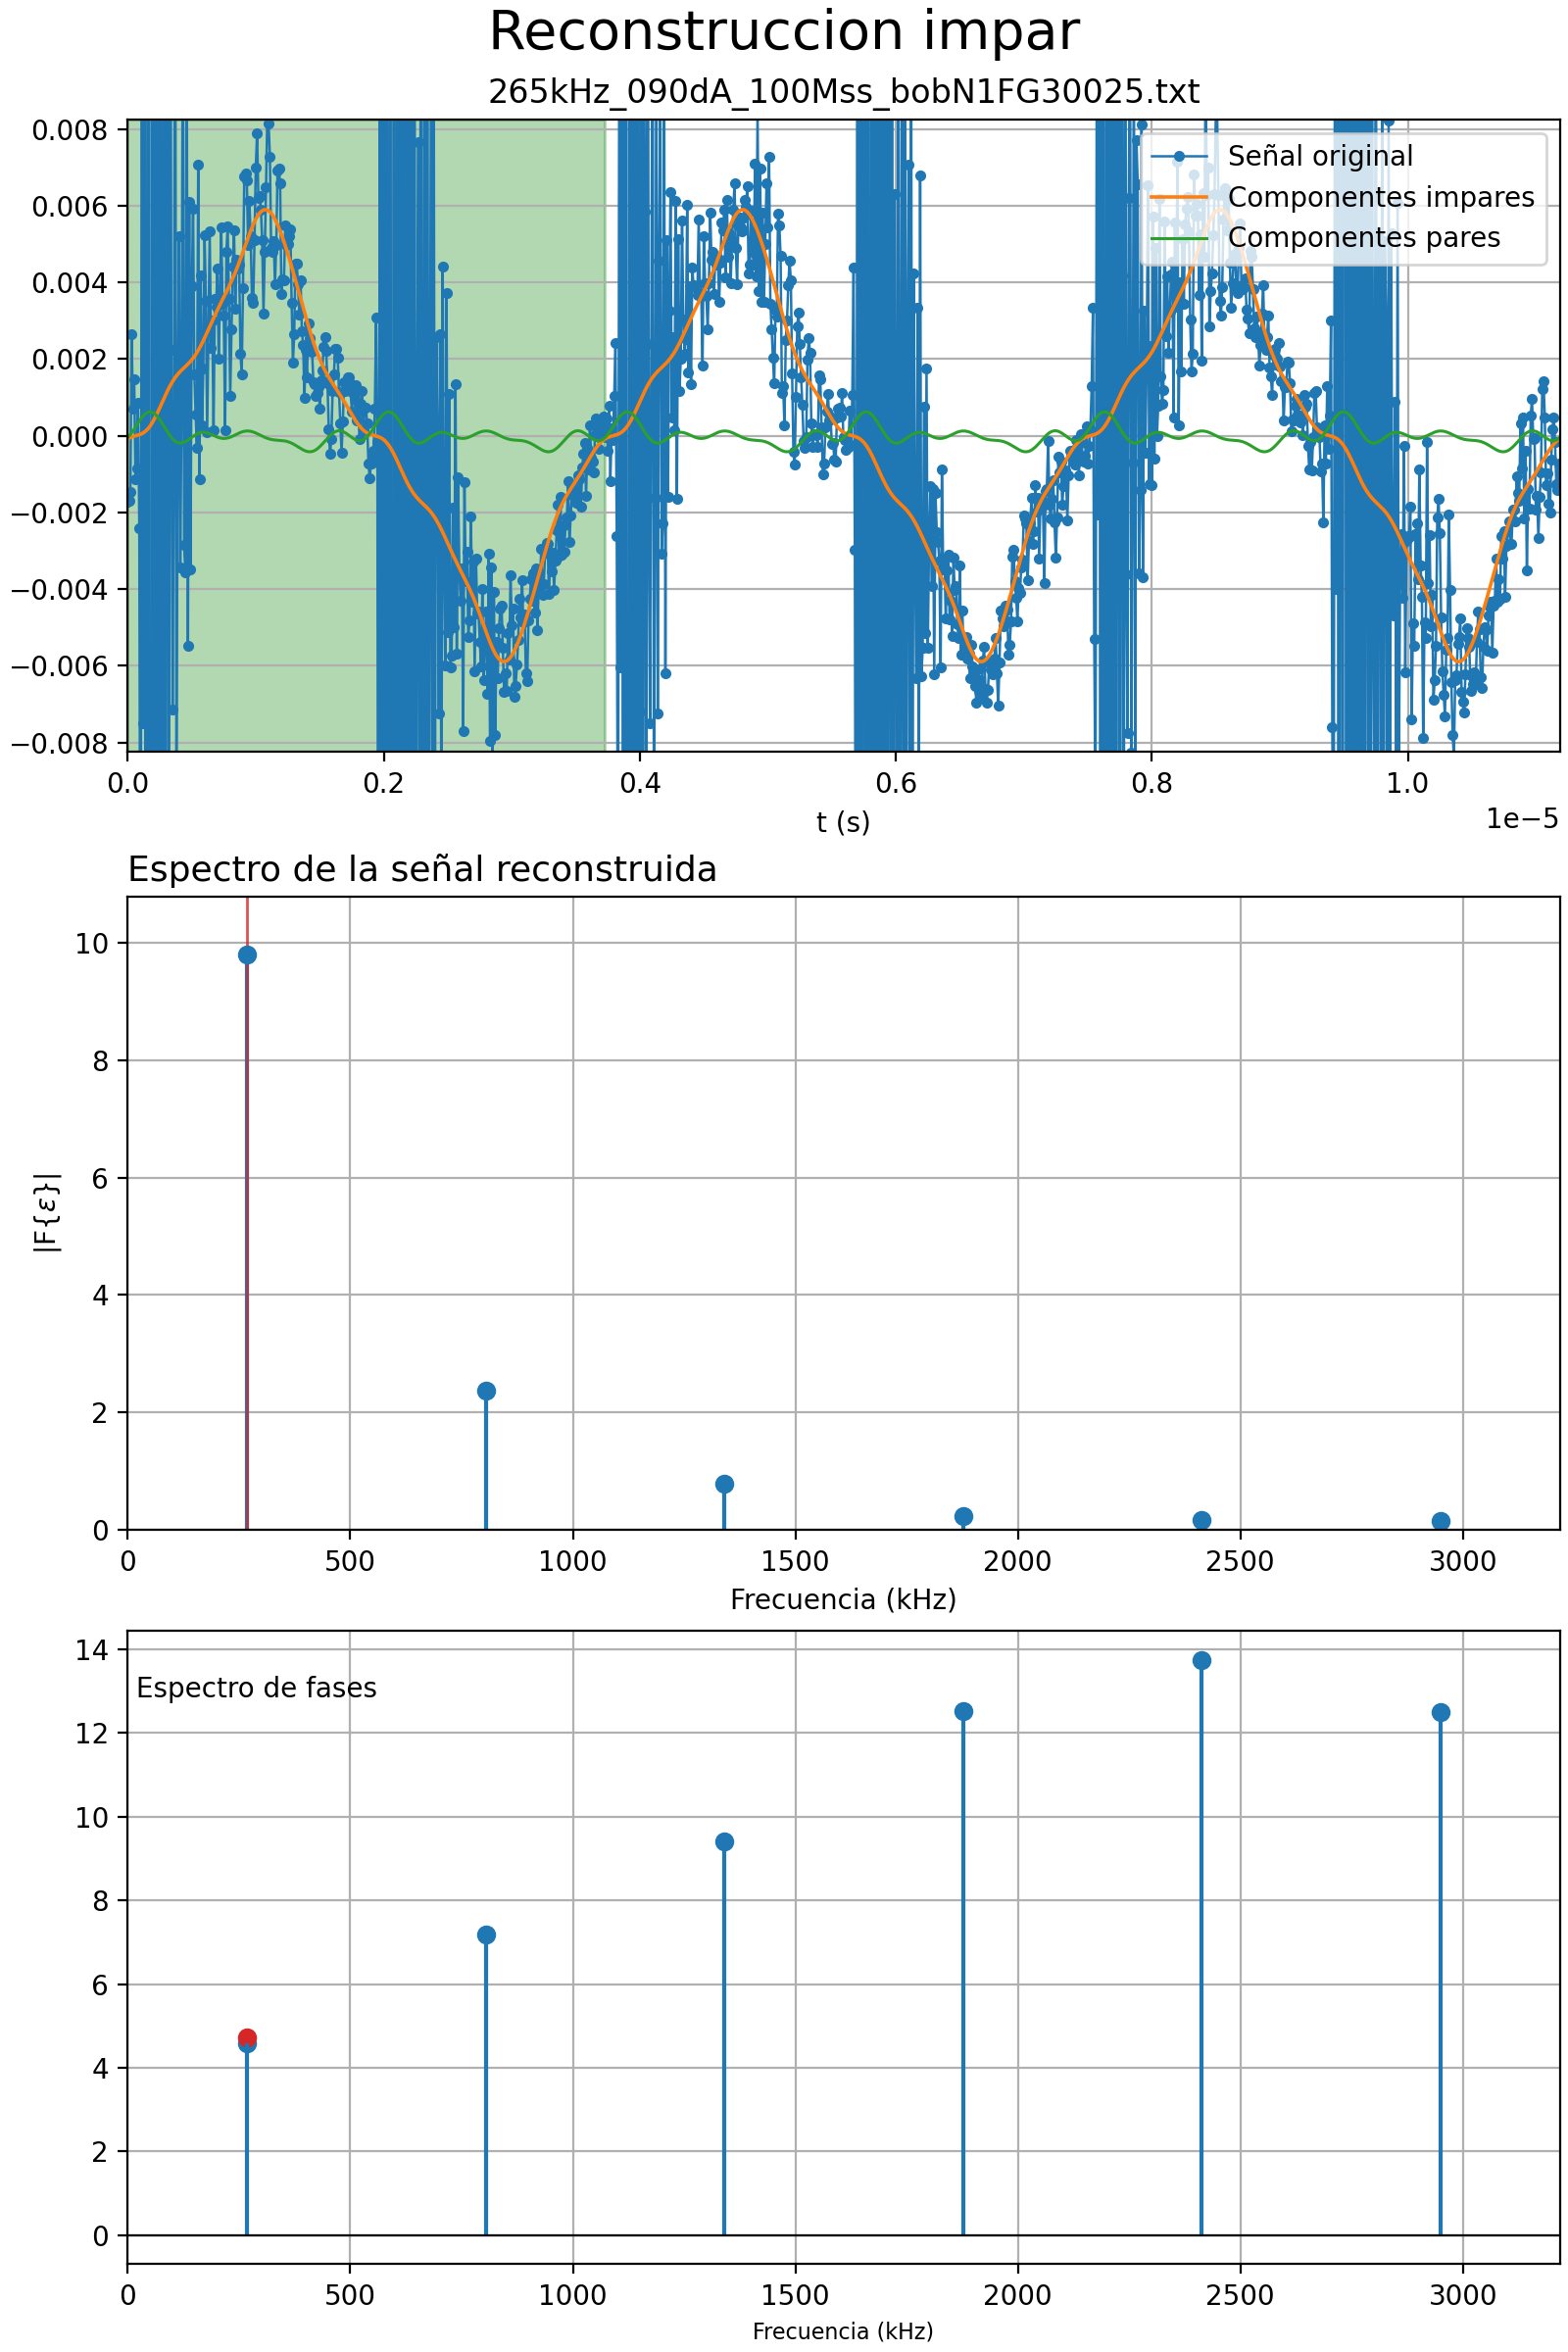 Reconstruccion impar
265kHz_090dA_100Mss_bobN1FG30025.txt
0.008
0.006
0.004
0.002
0.000
−0.002
−0.004
−0.006
−0.008
Señal original
Componentes impares
Componentes pares
0.0 0.2 0.4 0.6 0.8 1.0
1e−5
t (s)
Espectro de la señal reconstruida
10
8
6
4
2
0
|F{ε}|
0 500 1000 1500 2000 2500 3000
Frecuencia (kHz)
14
12
10
8
6
4
2
0
Espectro de fases
0 500 1000 1500 2000 2500 3000
Frecuencia (kHz)